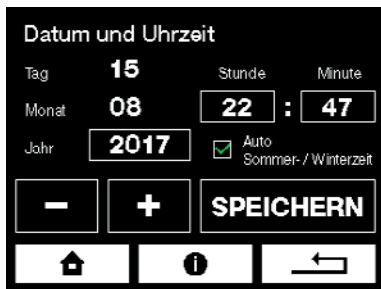 Datum und Uhrzeit
Tag 15 Stunde Minute
Monat 08 22 : 47
Jahr 2017 Auto
Sommer- / Winterzeit
− + SPEICHERN